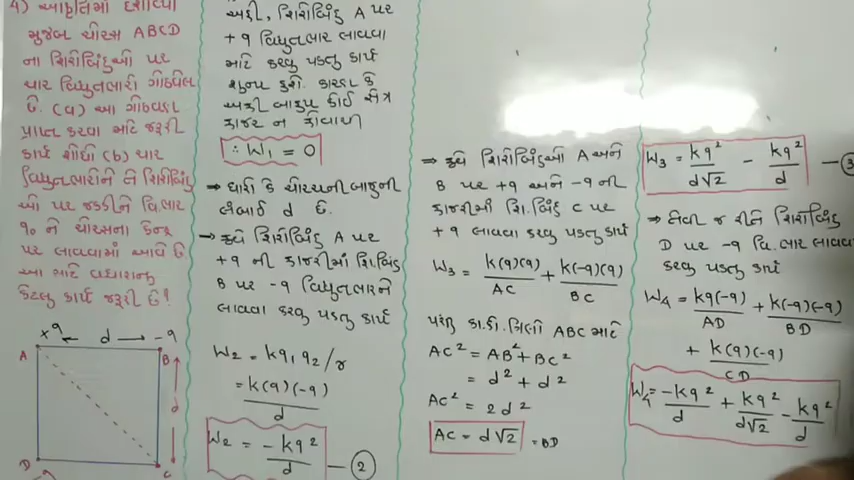 1) આકૃતિમાં દર્શાવ્યા
મુજબ ચોરસ ABCD
ના શિરોબિંદુઓ પર
ચાર વિદ્યુતભારો ગોઠવેલ
છે. (a) આ ગોઠવણ
પ્રાપ્ત કરવા માટે જરૂરી
કાર્ય શોધો (b) ચાર
વિદ્યુતભારોને તે શિરોબિંદુ
ઓ પર જકડીને વિ.ભાર
q₀ ને ચોરસના કેન્દ્ર
પર લાવવામાં આવે છે.
આ માટે વધારાનું
કેટલું કાર્ય જરૂરી છે?
+q ← d → -q
A B
d
D C
અહી, શિરોબિંદુ A પર
+q વિદ્યુતભાર લાવવા
માટે કરવું પડતું કાર્ય
શૂન્ય હશે. કારણ કે
અહી બાહ્ય કોઈ ક્ષેત્ર
હાજર ન હોવાથી
∴ W₁ = 0
⇒ ધારો કે ચોરસની બાજુની
લંબાઈ d છે.
→ હવે શિરોબિંદુ A પર
+q ની હાજરીમાં શિ.બિંદુ
B પર -q વિદ્યુતભારને
લાવવા કરવું પડતું કાર્ય
W₂ = kq₁q₂/r
= k(q)(-q)/d
W₂ = -kq²/d —②
⇒ હવે શિરોબિંદુઓ A અને
B પર +q અને -q ની
હાજરીમાં શિ.બિંદુ C પર
+q લાવવા કરવું પડતું કાર્ય
W₃ = k(q)(q)/AC + k(-q)(q)/BC
પરંતુ કા.કો.ત્રિકો ABC માટે
AC² = AB² + BC²
= d² + d²
AC² = 2d²
AC = d√2 = BD
W₃ = kq²/d√2 - kq²/d —③
⇒ તેવી જ રીતે શિરોબિંદુ
D પર -q વિ.ભાર લાવવા
કરવું પડતું કાર્ય
W₄ = kq(-q)/AD + k(-q)(-q)/BD
+ k(q)(-q)/CD
W₄ = -kq²/d + kq²/d√2 - kq²/d